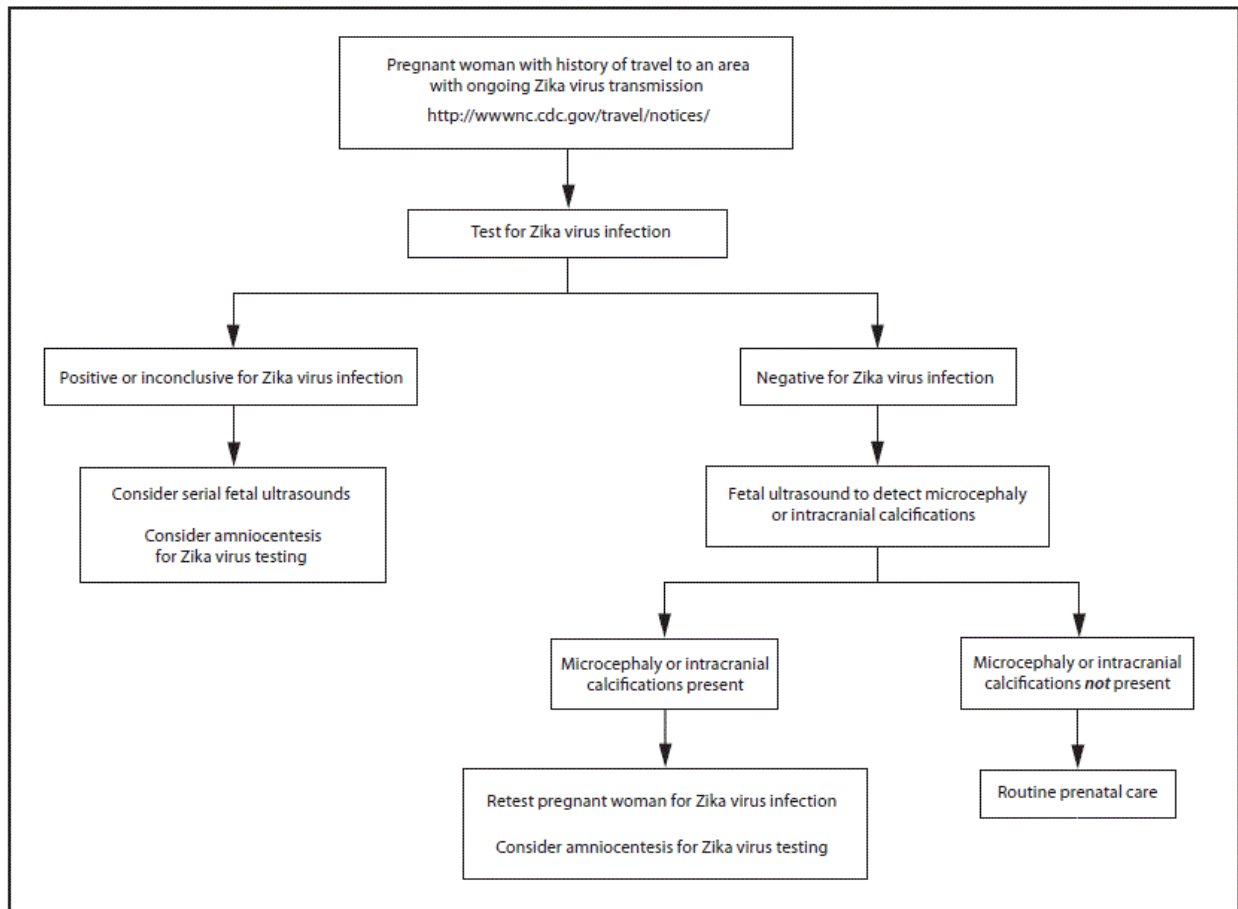 Pregnant woman with history of travel to an area
with ongoing Zika virus transmission
http://wwwnc.cdc.gov/travel/notices/
Test for Zika virus infection
Positive or inconclusive for Zika virus infection
Negative for Zika virus infection
Consider serial fetal ultrasounds
Consider amniocentesis
for Zika virus testing
Fetal ultrasound to detect microcephaly
or intracranial calcifications
Microcephaly or intracranial
calcifications present
Microcephaly or intracranial
calcifications not present
Retest pregnant woman for Zika virus infection
Consider amniocentesis for Zika virus testing
Routine prenatal care